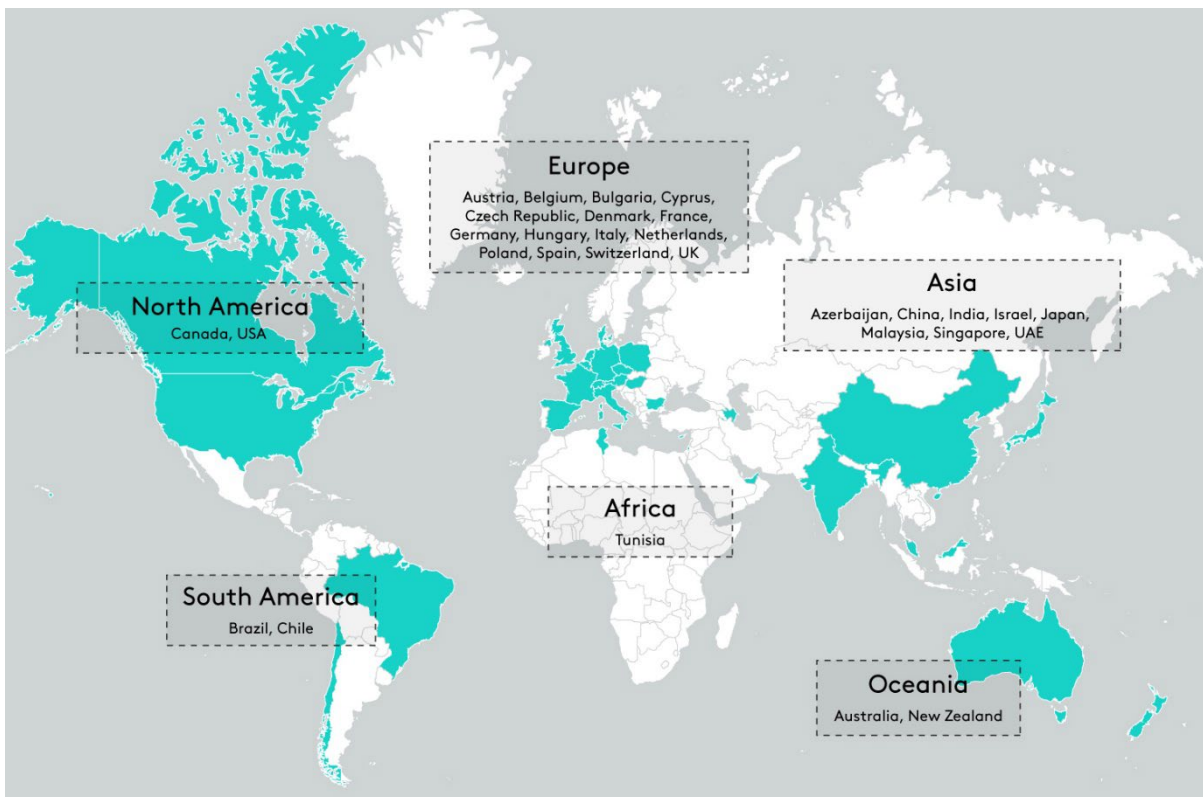 Europe
Austria, Belgium, Bulgaria, Cyprus,
Czech Republic, Denmark, France,
Germany, Hungary, Italy, Netherlands,
Poland, Spain, Switzerland, UK
Asia
Azerbaijan, China, India, Israel, Japan,
Malaysia, Singapore, UAE
North America
Canada, USA
Africa
Tunisia
South America
Brazil, Chile
Oceania
Australia, New Zealand